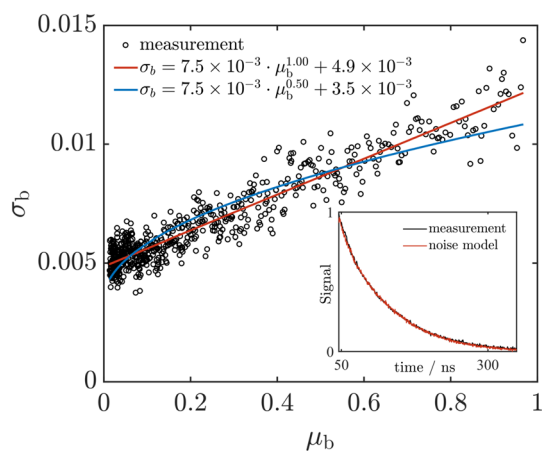 0.015
measurement
σ_b = 7.5 × 10⁻³ · μ_b^1.00 + 4.9 × 10⁻³
σ_b = 7.5 × 10⁻³ · μ_b^0.50 + 3.5 × 10⁻³
0.01
σ_b
0.005
1
measurement
noise model
Signal
0
50
time / ns
300
0
0
0.2
0.4
0.6
0.8
1
μ_b